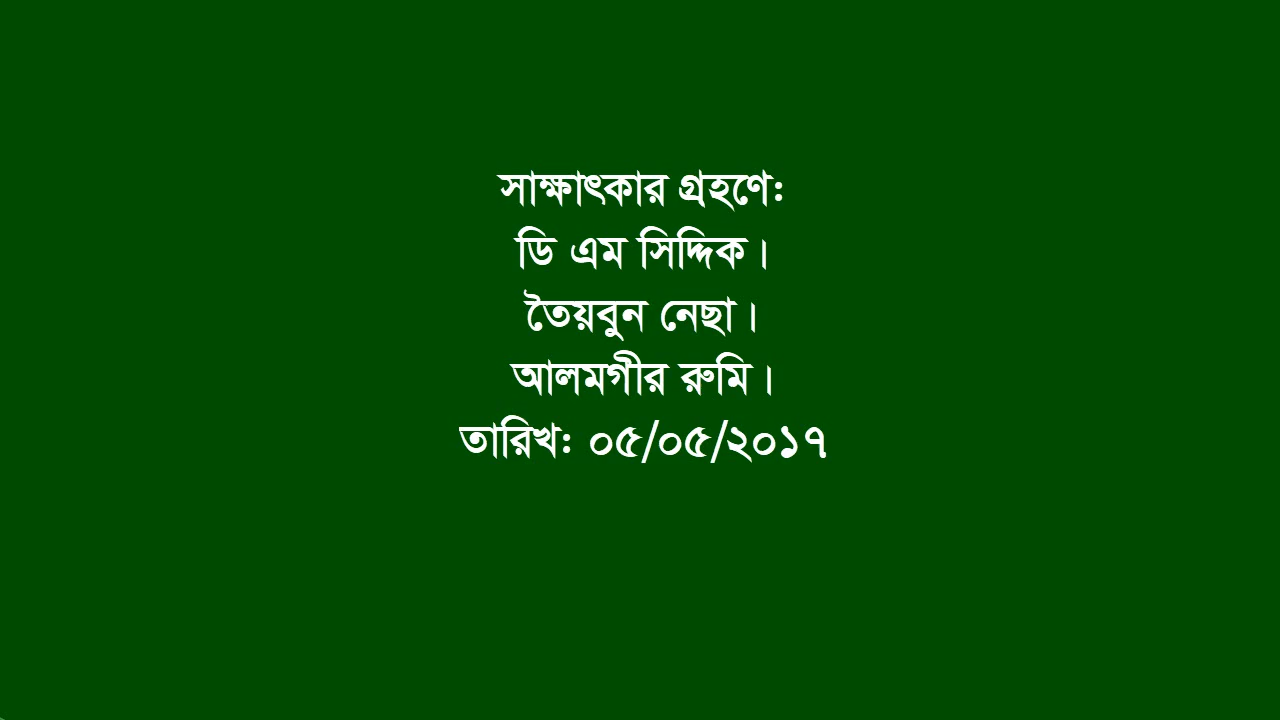 সাক্ষাৎকার গ্রহণে:
ডি এম সিদ্দিক।
তৈয়বুন নেছা।
আলমগীর রুমি।
তারিখ: ০৫/০৫/২০১৭